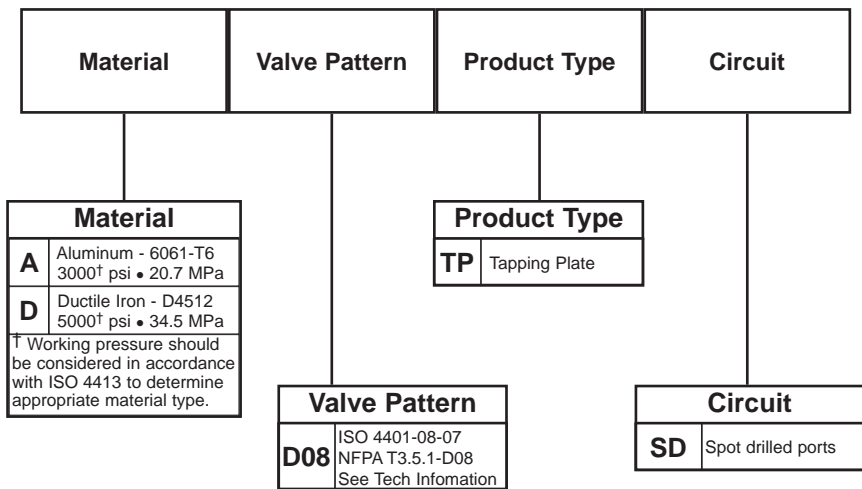 Material
Valve Pattern
Product Type
Circuit
Material
A
Aluminum - 6061-T6
3000† psi • 20.7 MPa
D
Ductile Iron - D4512
5000† psi • 34.5 MPa
† Working pressure should
be considered in accordance
with ISO 4413 to determine
appropriate material type.
Product Type
TP
Tapping Plate
Valve Pattern
D08
ISO 4401-08-07
NFPA T3.5.1-D08
See Tech Infomation
Circuit
SD
Spot drilled ports